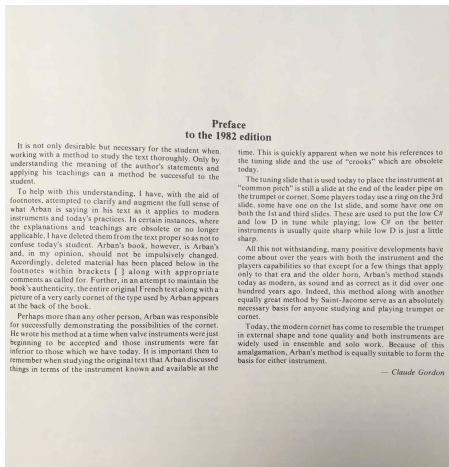 Preface
to the 1982 edition
It is not only desirable but necessary for the student when
working with a method to study the text thoroughly. Only by
understanding the meaning of the author's statements and
applying his teachings can a method be successful to the
student.
To help with this understanding, I have, with the aid of
footnotes, attempted to clarify and augment the full sense of
what Arban is saying in his text as it applies to modern
instruments and today's practices. In certain instances, where
the explanations and teachings are obsolete or no longer
applicable, I have deleted them from the text proper so as not to
confuse today's student. Arban's book, however, is Arban's
and, in my opinion, should not be impulsively changed.
Accordingly, deleted material has been placed below in the
footnotes within brackets [ ] along with appropriate
comments as called for. Further, in an attempt to maintain the
book's authenticity, the entire original French text along with a
picture of a very early cornet of the type used by Arban appears
at the back of the book.
Perhaps more than any other person, Arban was responsible
for successfully demonstrating the possibilities of the cornet.
He wrote his method at a time when valve instruments were just
beginning to be accepted and those instruments were far
inferior to those which we have today. It is important then to
remember when studying the original text that Arban discussed
things in terms of the instrument known and available at the
time. This is quickly apparent when we note his references to
the tuning slide and the use of "crooks" which are obsolete
today.
The tuning slide that is used today to place the instrument at
"common pitch" is still a slide at the end of the leader pipe on
the trumpet or cornet. Some players today use a ring on the 3rd
slide, some have one on the 1st slide, and some have one on
both the 1st and third slides. These are used to put the low C#
and low D in tune while playing; low C# on the better
instruments is usually quite sharp while low D is just a little
sharp.
All this not withstanding, many positive developments have
come about over the years with both the instrument and the
players capabilities so that except for a few things that apply
only to that era and the older horn, Arban's method stands
today as modern, as sound and as correct as it did over one
hundred years ago. Indeed, this method along with another
equally great method by Saint-Jacome serve as an absolutely
necessary basis for anyone studying and playing trumpet or
cornet.
Today, the modern cornet has come to resemble the trumpet
in external shape and tone quality and both instruments are
widely used in ensemble and solo work. Because of this
amalgamation, Arban's method is equally suitable to form the
basis for either instrument.
— Claude Gordon